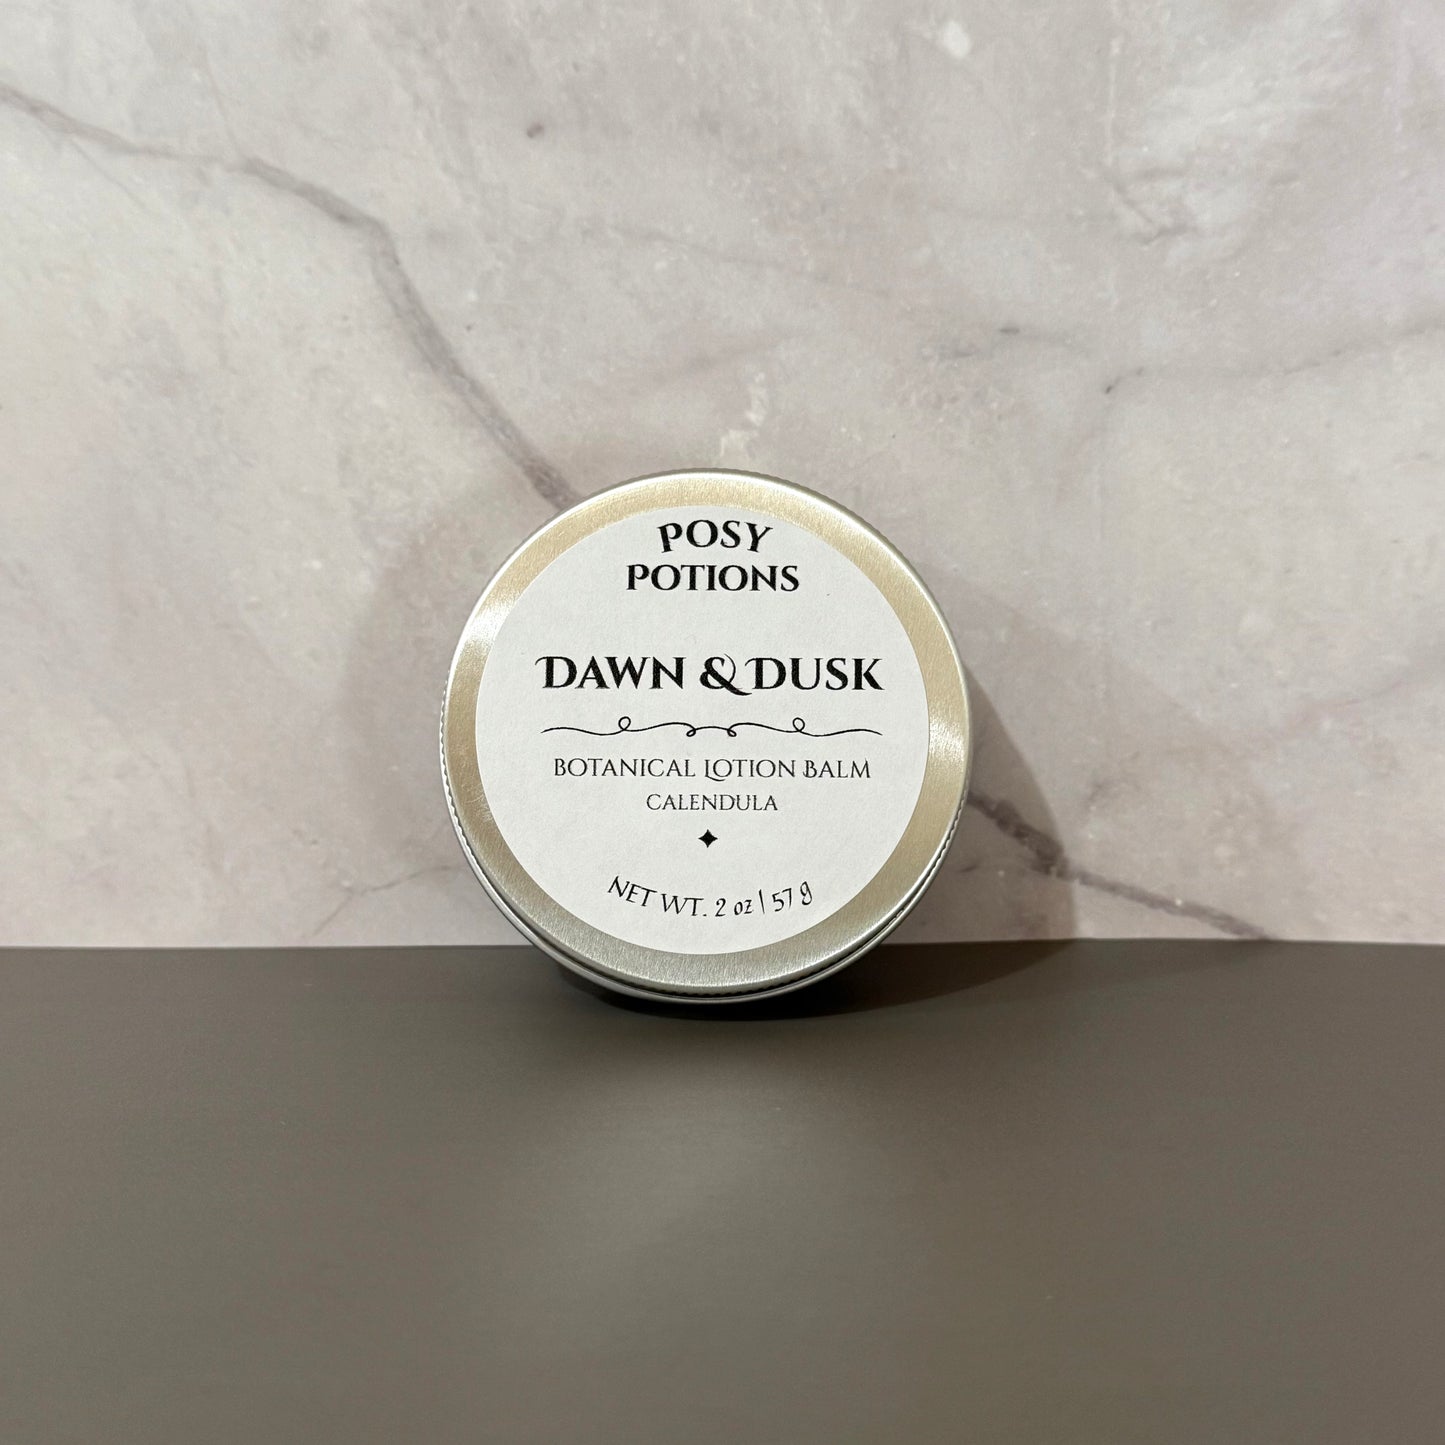 POSY
POTIONS
DAWN & DUSK
BOTANICAL LOTION BALM
CALENDULA
NET WT. 2 oz | 57 g